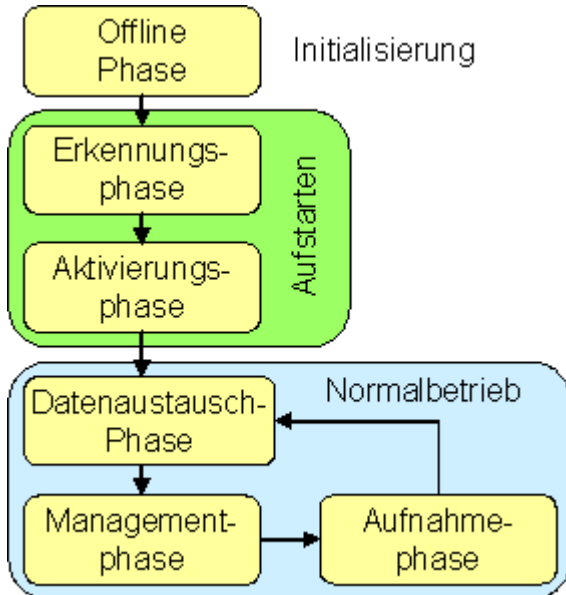 Offline
Phase
Initialisierung
Erkennungs-
phase
Aktivierungs-
phase
Aufstarten
Normalbetrieb
Datenaustausch-
Phase
Management-
phase
Aufnahme-
phase